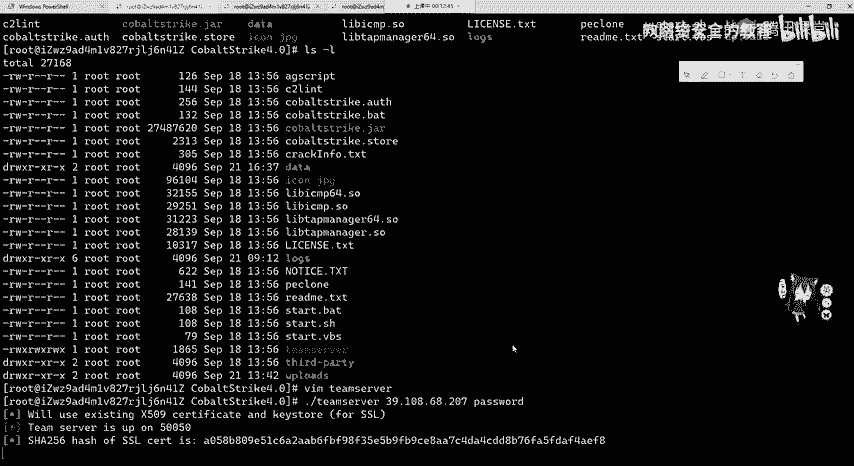 Windows PowerShell
上课中 00:12:45
c2lint cobaltstrike.jar data libicmp.so LICENSE.txt peclone
cobaltstrike.auth cobaltstrike.store icon.jpg libtapmanager64.so logs readme.txt start.vbs
bilibili
[root@iZwz9ad4m1v827rjlj6n41Z CobaltStrike4.0]# ls -l
total 27168
-rw-r--r-- 1 root root 126 Sep 18 13:56 agscript
-rw-r--r-- 1 root root 144 Sep 18 13:56 c2lint
-rw-r--r-- 1 root root 256 Sep 18 13:56 cobaltstrike.auth
-rw-r--r-- 1 root root 132 Sep 18 13:56 cobaltstrike.bat
-rw-r--r-- 1 root root 27487620 Sep 18 13:56 cobaltstrike.jar
-rw-r--r-- 1 root root 2313 Sep 18 13:56 cobaltstrike.store
-rw-r--r-- 1 root root 305 Sep 18 13:56 crackInfo.txt
drwxr-xr-x 2 root root 4096 Sep 21 16:37 data
-rw-r--r-- 1 root root 96104 Sep 18 13:56 icon.jpg
-rw-r--r-- 1 root root 32155 Sep 18 13:56 libicmp64.so
-rw-r--r-- 1 root root 29251 Sep 18 13:56 libicmp.so
-rw-r--r-- 1 root root 31223 Sep 18 13:56 libtapmanager64.so
-rw-r--r-- 1 root root 28139 Sep 18 13:56 libtapmanager.so
-rw-r--r-- 1 root root 10317 Sep 18 13:56 LICENSE.txt
drwxr-xr-x 6 root root 4096 Sep 21 09:12 logs
-rw-r--r-- 1 root root 622 Sep 18 13:56 NOTICE.TXT
-rw-r--r-- 1 root root 141 Sep 18 13:56 peclone
-rw-r--r-- 1 root root 27638 Sep 18 13:56 readme.txt
-rw-r--r-- 1 root root 108 Sep 18 13:56 start.bat
-rw-r--r-- 1 root root 108 Sep 18 13:56 start.sh
-rw-r--r-- 1 root root 79 Sep 18 13:56 start.vbs
-rwxrwxrwx 1 root root 1865 Sep 18 13:56 teamserver
drwxr-xr-x 2 root root 4096 Sep 18 13:56 third-party
drwxr-xr-x 2 root root 4096 Sep 21 13:42 uploads
[root@iZwz9ad4m1v827rjlj6n41Z CobaltStrike4.0]# vim teamserver
[root@iZwz9ad4m1v827rjlj6n41Z CobaltStrike4.0]# ./teamserver 39.108.68.207 password
[*] Will use existing X509 certificate and keystore (for SSL)
[+] Team server is up on 50050
[*] SHA256 hash of SSL cert is: a058b809e51c6a2aab6fbf98f35e5b9fb9ce8aa7c4da4cdd8b76fa5fdaf4aef8